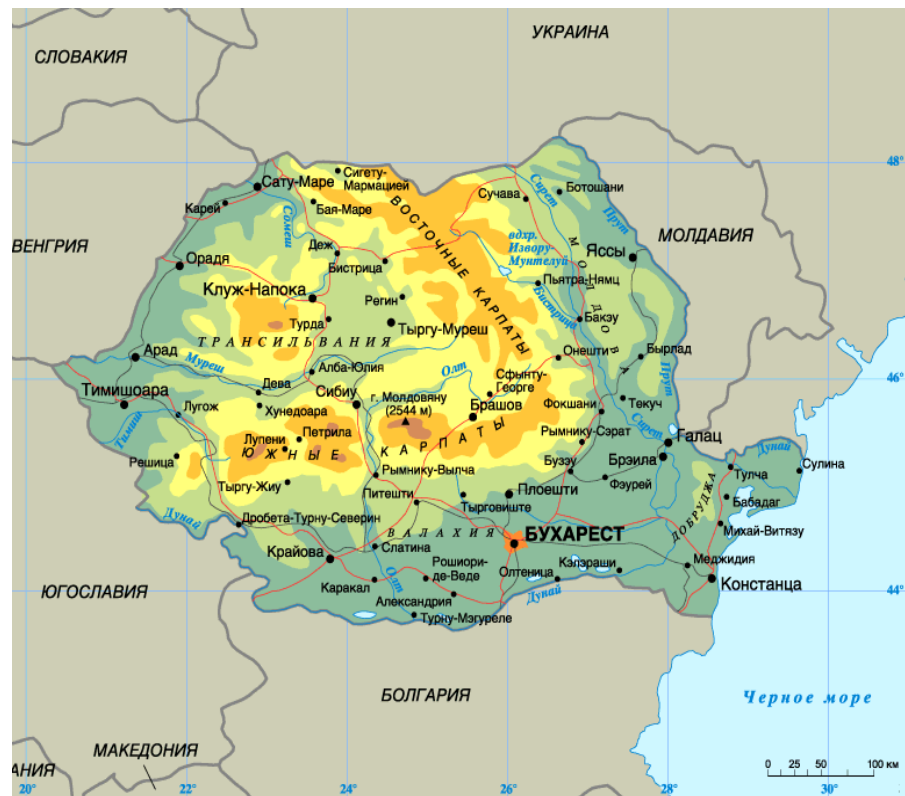 УКРАИНА
СЛОВАКИЯ
48°
Сигету-
Мармацией
Сату-Маре
Ботошани
Сирет
Сучава
Карей
Бая-Маре
Прут
Сомеш
ВОСТОЧНЫЕ КАРПАТЫ
МОЛДОВА
МОЛДАВИЯ
ВЕНГРИЯ
вдхр.
Извору-
Мунтелуй
Деж
Яссы
Орадя
Бистрица
Пьятра-Нямц
Клуж-Напока
Регин
Бистрица
Турда
Тыргу-Муреш
Бакэу
ТРАНСИЛЬВАНИЯ
Арад
Муреш
Онешти
Бырлад
Алба-Юлия
Олт
Прут
46°
Тимишоара
Дева
Сибиу
г. Молдовяну
(2544 м)
Сфынту-
Георге
Лугож
Хунедоара
Брашов
Фокшани
Текуч
Тимиш
Лупени
Петрила
Сирет
Галац
Решица
ЮЖНЫЕ КАРПАТЫ
Рымнику-Сэрат
Дунай
Рымнику-Вылча
Бузэу
Брэила
Тулча
Сулина
Тыргу-Жиу
Фэурей
Питешти
Тырговиште
Плоешти
ДОБРУДЖА
Бабадаг
Дунай
Дробета-Турну-Северин
ВАЛАХИЯ
БУХАРЕСТ
Михай-Витязу
Крайова
Слатина
Меджидия
Рошиори-
де-Веде
Олтеница
Кэлэраши
Констанца
Каракал
Олт
44°
ЮГОСЛАВИЯ
Александрия
Дунай
Турну-Мэгуреле
БОЛГАРИЯ
Черное море
МАКЕДОНИЯ
АНИЯ
0 25 50 100 км
20° 22° 24° 26° 28°